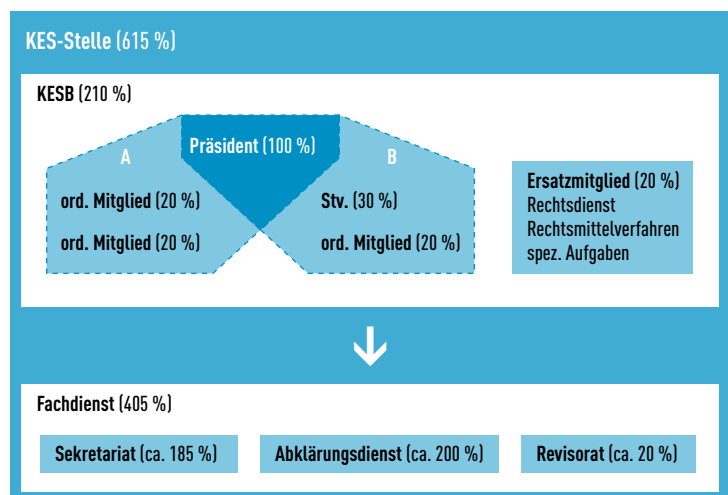 KES-Stelle (615 %)
KESB (210 %)
A
Präsident (100 %)
B
ord. Mitglied (20 %)
ord. Mitglied (20 %)
Stv. (30 %)
ord. Mitglied (20 %)
Ersatzmitglied (20 %)
Rechtsdienst
Rechtsmittelverfahren
spez. Aufgaben
Fachdienst (405 %)
Sekretariat (ca. 185 %)
Abklärungsdienst (ca. 200 %)
Revisorat (ca. 20 %)